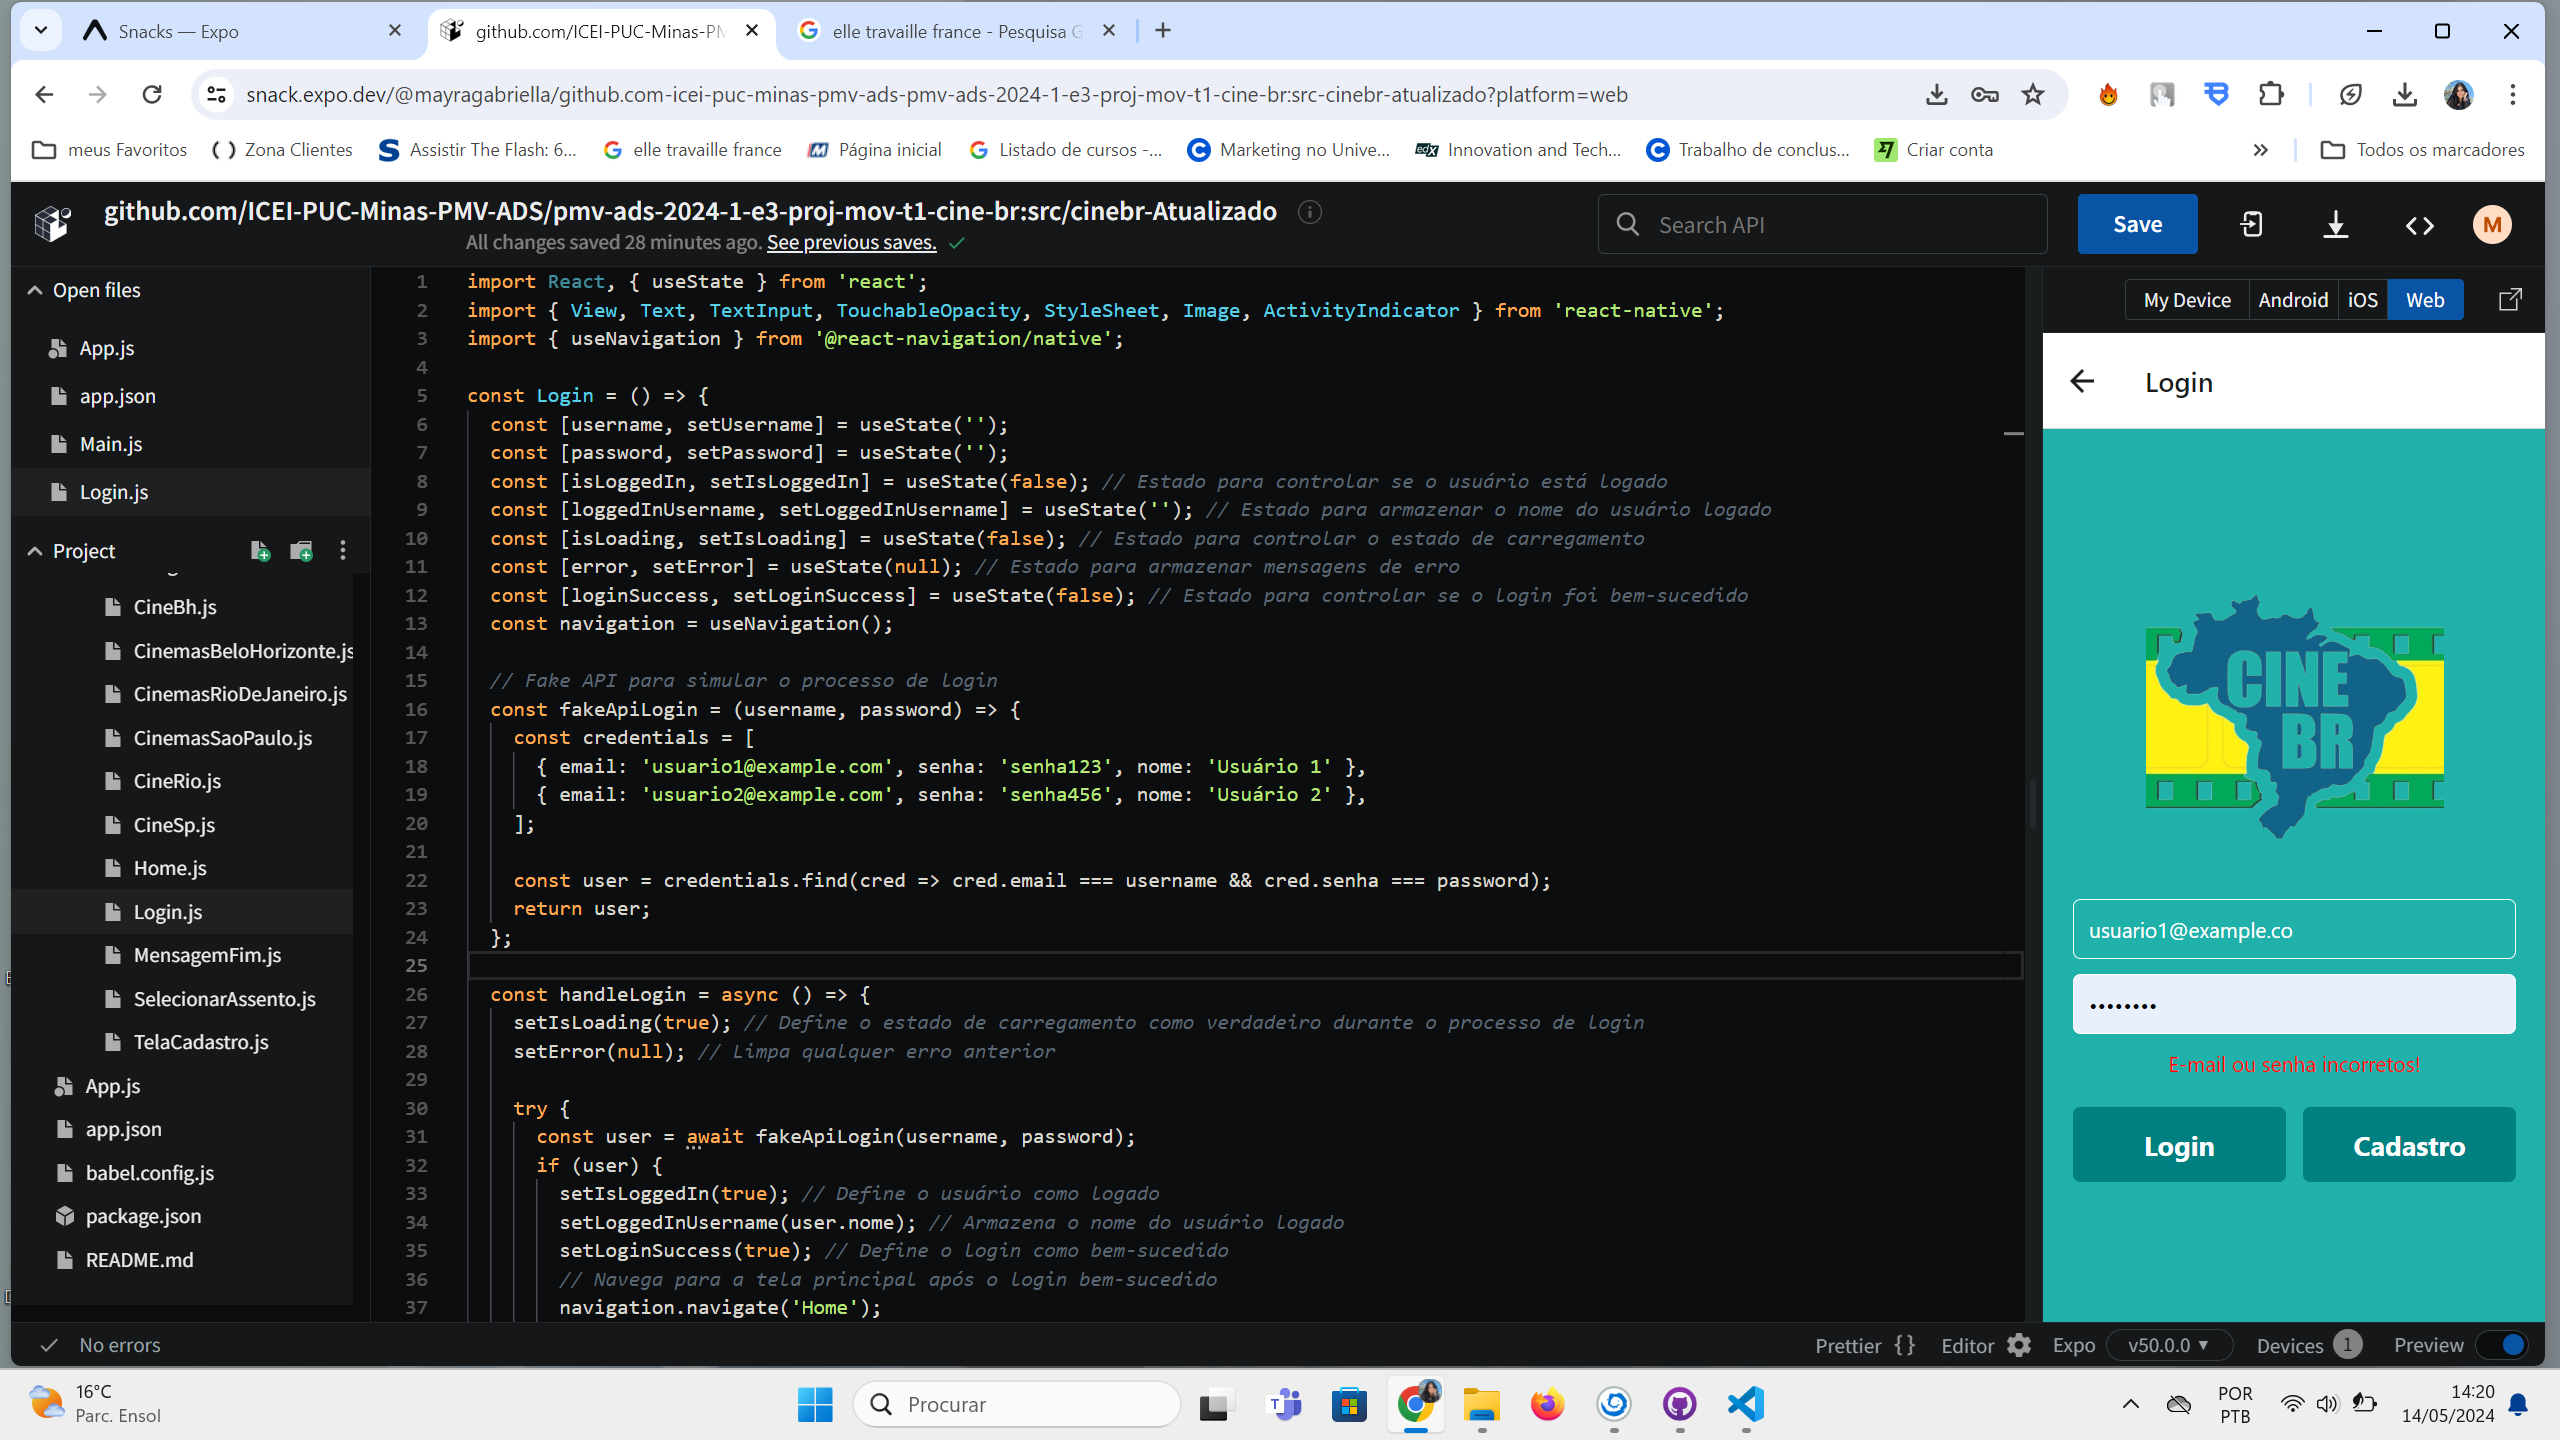 Snacks — Expo
github.com/ICEI-PUC-Minas-PM
elle travaille france - Pesquisa G
snack.expo.dev/@mayragabriella/github.com-icei-puc-minas-pmv-ads-pmv-ads-2024-1-e3-proj-mov-t1-cine-br:src-cinebr-atualizado?platform=web
meus Favoritos
Zona Clientes
Assistir The Flash: 6...
elle travaille france
Página inicial
Listado de cursos -...
Marketing no Unive...
Innovation and Tech...
Trabalho de conclus...
Criar conta
Todos os marcadores
github.com/ICEI-PUC-Minas-PMV-ADS/pmv-ads-2024-1-e3-proj-mov-t1-cine-br:src/cinebr-Atualizado
All changes saved 28 minutes ago. See previous saves.
Search API
Save
M
Open files
App.js
app.json
Main.js
Login.js
Project
CineBh.js
CinemasBeloHorizonte.js
CinemasRioDeJaneiro.js
CinemasSaoPaulo.js
CineRio.js
CineSp.js
Home.js
Login.js
MensagemFim.js
SelecionarAssento.js
TelaCadastro.js
App.js
app.json
babel.config.js
package.json
README.md
1 import React, { useState } from 'react';
2 import { View, Text, TextInput, TouchableOpacity, StyleSheet, Image, ActivityIndicator } from 'react-native';
3 import { useNavigation } from '@react-navigation/native';
4
5 const Login = () => {
6 const [username, setUsername] = useState('');
7 const [password, setPassword] = useState('');
8 const [isLoggedIn, setIsLoggedIn] = useState(false); // Estado para controlar se o usuário está logado
9 const [loggedInUsername, setLoggedInUsername] = useState(''); // Estado para armazenar o nome do usuário logado
10 const [isLoading, setIsLoading] = useState(false); // Estado para controlar o estado de carregamento
11 const [error, setError] = useState(null); // Estado para armazenar mensagens de erro
12 const [loginSuccess, setLoginSuccess] = useState(false); // Estado para controlar se o login foi bem-sucedido
13 const navigation = useNavigation();
14
15 // Fake API para simular o processo de login
16 const fakeApiLogin = (username, password) => {
17 const credentials = [
18 { email: 'usuario1@example.com', senha: 'senha123', nome: 'Usuário 1' },
19 { email: 'usuario2@example.com', senha: 'senha456', nome: 'Usuário 2' },
20 ];
21
22 const user = credentials.find(cred => cred.email === username && cred.senha === password);
23 return user;
24 };
25
26 const handleLogin = async () => {
27 setIsLoading(true); // Define o estado de carregamento como verdadeiro durante o processo de login
28 setError(null); // Limpa qualquer erro anterior
29
30 try {
31 const user = await fakeApiLogin(username, password);
32 if (user) {
33 setIsLoggedIn(true); // Define o usuário como logado
34 setLoggedInUsername(user.nome); // Armazena o nome do usuário logado
35 setLoginSuccess(true); // Define o login como bem-sucedido
36 // Navega para a tela principal após o login bem-sucedido
37 navigation.navigate('Home');
My Device
Android
iOS
Web
Login
CINE
BR
usuario1@example.co
••••••••
E-mail ou senha incorretos!
Login
Cadastro
No errors
Prettier {}
Editor
Expo
v50.0.0
Devices 1
Preview
16°C
Parc. Ensol
Procurar
POR
PTB
14:20
14/05/2024